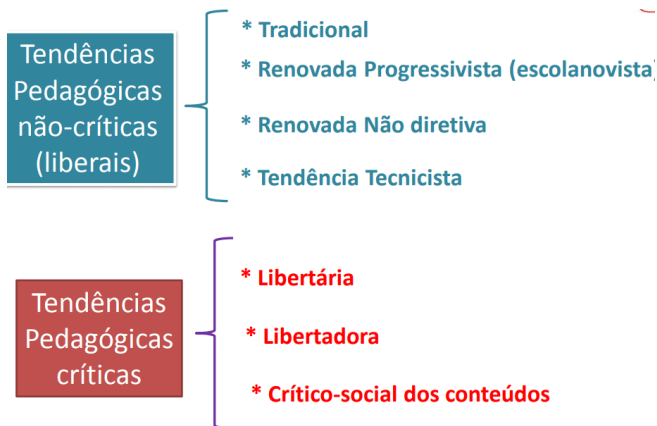 Tendências
Pedagógicas
não-críticas
(liberais)
* Tradicional
* Renovada Progressivista (escolanovista)
* Renovada Não diretiva
* Tendência Tecnicista
Tendências
Pedagógicas
críticas
* Libertária
* Libertadora
* Crítico-social dos conteúdos